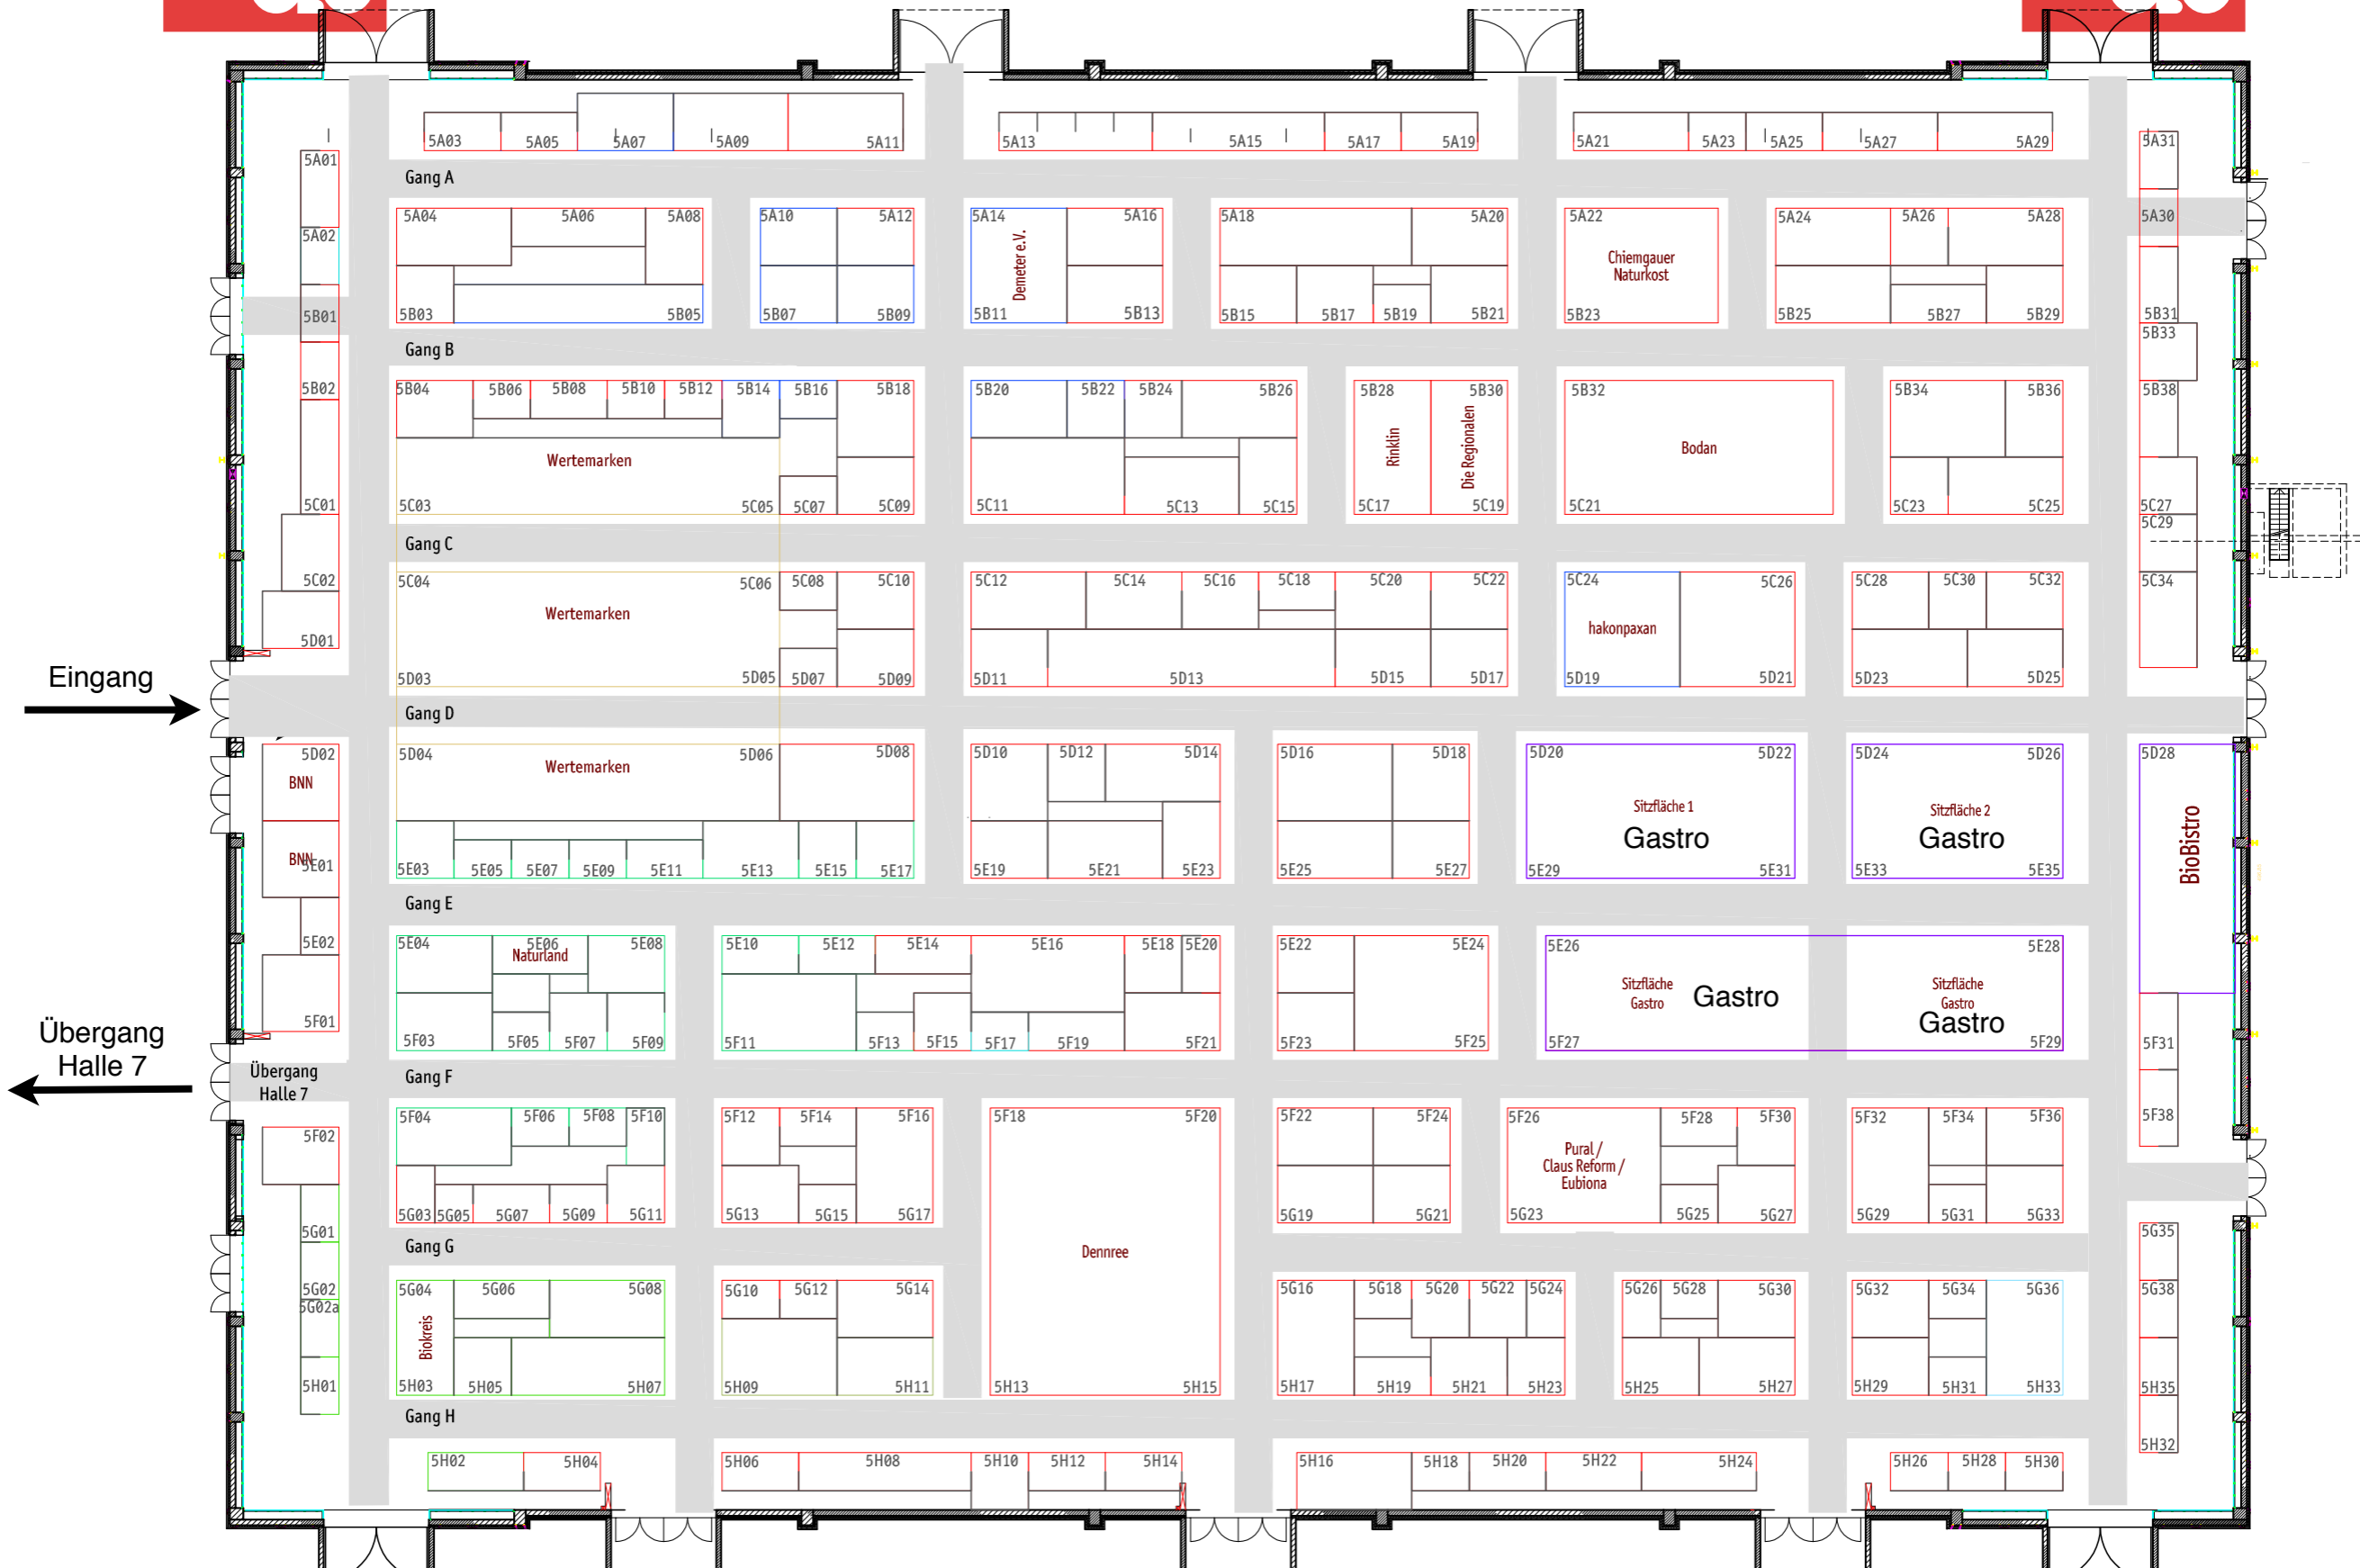 5A03 5A05 5A07 5A09 5A11 5A13 5A15 5A17 5A19 5A21 5A23 5A25 5A27 5A29 5A31
5A01
Gang A
5A04 5A06 5A08 5A10 5A12 5A14 5A16 5A18 5A20 5A22 5A24 5A26 5A28 5A30
5A02
Demeter e.V.
Chiemgauer
Naturkost
5B01 5B03 5B05 5B07 5B09 5B11 5B13 5B15 5B17 5B19 5B21 5B23 5B25 5B27 5B29 5B31
5B33
Gang B
5B02 5B04 5B06 5B08 5B10 5B12 5B14 5B16 5B18 5B20 5B22 5B24 5B26 5B28 5B30 5B32 5B34 5B36 5B38
Wertemarken
Rinklin
Die Regionalen
Bodan
5C01 5C03 5C05 5C07 5C09 5C11 5C13 5C15 5C17 5C19 5C21 5C23 5C25 5C27
5C29
Gang C
5C02 5C04 5C06 5C08 5C10 5C12 5C14 5C16 5C18 5C20 5C22 5C24 5C26 5C28 5C30 5C32 5C34
Wertemarken
hakonpaxan
5D01 5D03 5D05 5D07 5D09 5D11 5D13 5D15 5D17 5D19 5D21 5D23 5D25
Eingang
Gang D
5D02 5D04 5D06 5D08 5D10 5D12 5D14 5D16 5D18 5D20 5D22 5D24 5D26 5D28
BNN
Wertemarken
Sitzfläche 1
Gastro
Sitzfläche 2
Gastro
BioBistro
BNN
5E01 5E03 5E05 5E07 5E09 5E11 5E13 5E15 5E17 5E19 5E21 5E23 5E25 5E27 5E29 5E31 5E33 5E35
Gang E
5E02 5E04 5E06 5E08 5E10 5E12 5E14 5E16 5E18 5E20 5E22 5E24 5E26 5E28
Naturland
Sitzfläche
Gastro
Gastro
Sitzfläche
Gastro
Gastro
5F01 5F03 5F05 5F07 5F09 5F11 5F13 5F15 5F17 5F19 5F21 5F23 5F25 5F27 5F29 5F31
Übergang
Halle 7
Übergang
Halle 7
Gang F
5F02 5F04 5F06 5F08 5F10 5F12 5F14 5F16 5F18 5F20 5F22 5F24 5F26 5F28 5F30 5F32 5F34 5F36 5F38
Pural /
Claus Reform /
Eubiona
5G01 5G03 5G05 5G07 5G09 5G11 5G13 5G15 5G17 5G19 5G21 5G23 5G25 5G27 5G29 5G31 5G33 5G35
Gang G
Dennree
5G02 5G04 5G06 5G08 5G10 5G12 5G14 5G16 5G18 5G20 5G22 5G24 5G26 5G28 5G30 5G32 5G34 5G36 5G38
5G02a
Biokreis
5H01 5H03 5H05 5H07 5H09 5H11 5H13 5H15 5H17 5H19 5H21 5H23 5H25 5H27 5H29 5H31 5H33 5H35
Gang H
5H02 5H04 5H06 5H08 5H10 5H12 5H14 5H16 5H18 5H20 5H22 5H24 5H26 5H28 5H30 5H32